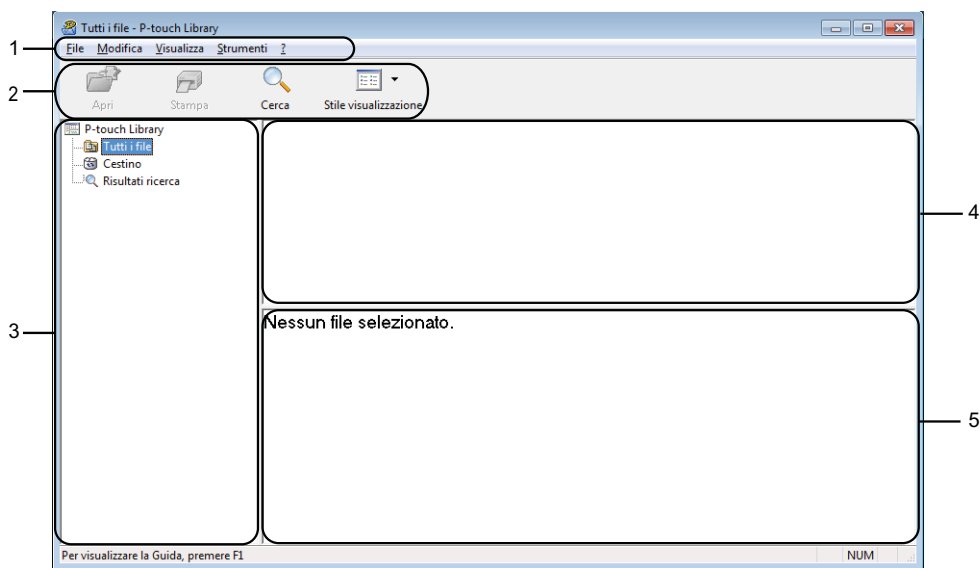 Tutti i file - P-touch Library
File Modifica Visualizza Strumenti ?
1
2
Apri Stampa Cerca Stile visualizzazione
P-touch Library
Tutti i file
Cestino
Risultati ricerca
3
4
Nessun file selezionato.
5
Per visualizzare la Guida, premere F1 NUM